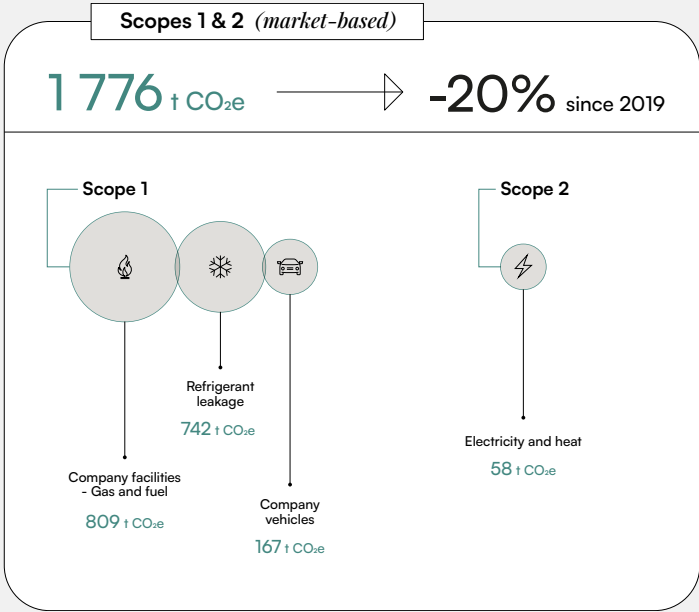 Scopes 1 & 2 (market-based)
1 776 t CO₂e
-20% since 2019
Scope 1
Scope 2
Refrigerant
leakage
742 t CO₂e
Electricity and heat
58 t CO₂e
Company facilities
- Gas and fuel
809 t CO₂e
Company
vehicles
167 t CO₂e